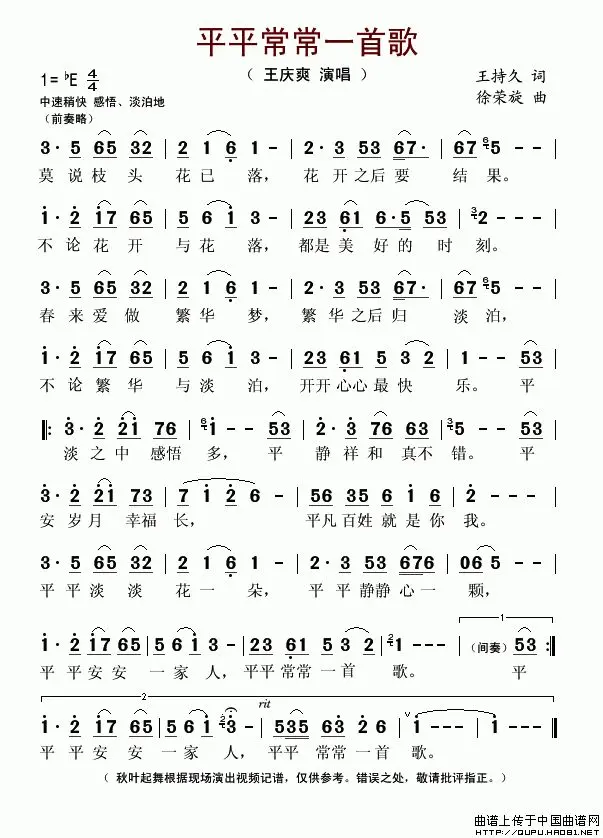 平平常常一首歌
（ 王庆爽 演唱 ）
1= ♭E 4/4
王持久 词
徐荣旋 曲
中速稍快 感悟、淡泊地
（前奏略）
3· 5 65 32 | 2 1 6 - | 2· 3 53 67· | 67 5 - - |
莫说枝头 花已落， 花开之后要 结果。
1· 2 17 65 | 5 6 1 3 - | 23 61 6·5 53 | 2 - - - |
不论花开 与花落， 都是美好的时刻。
3· 5 65 32 | 2 1 6 - | 2· 3 53 67· | 67 5 - - |
春来爱做 繁华梦， 繁华之后归 淡泊，
1· 2 17 65 | 5 6 1 3 - | 23 61 5 3 2 | 1 - - 53 |
不论繁华 与淡泊， 开开心心最快乐。 平
‖: 3· 2 21 76 | 1 - - 53 | 2· 3 76 63 | 5 - - 53 |
淡之中感悟多， 平静祥和真不错。 平
1· 2 21 73 | 7 1 2 6 - | 56 35 6 1 6 | 2 - - - |
安岁月幸福长， 平凡百姓就是你我。
3· 5 65 32 | 2 1 6 - | 2· 3 53 676 | 06 5 - - |
平平淡淡 花一朵， 平平静静心一 颗，
1· 2 17 65 | 5 6 1 3 - | 23 61 5 3 2 | 1 - - - | 1 （间奏） 53 :‖
平平安安 一家人， 平平常常一首歌。 平
2 rit
1· 2 17 65 | 5 6 1 3· - | 535 63 2· 6 | 1 - - - | 1 - - - ‖
平平安安 一家人， 平平 常常一首歌。
（ 秋叶起舞根据现场演出视频记谱，仅供参考。错误之处，敬请批评指正。）
曲谱上传于中国曲谱网
http://QUPU.HAO81.net